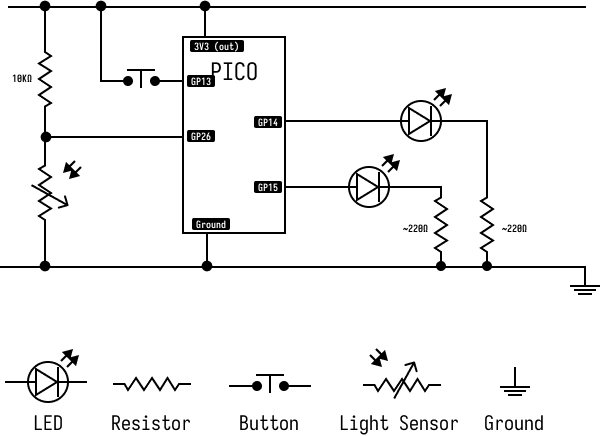 3V3 (out)
PICO
10KΩ
GP13
GP14
GP26
GP15
Ground
~220Ω
~220Ω
LED
Resistor
Button
Light Sensor
Ground